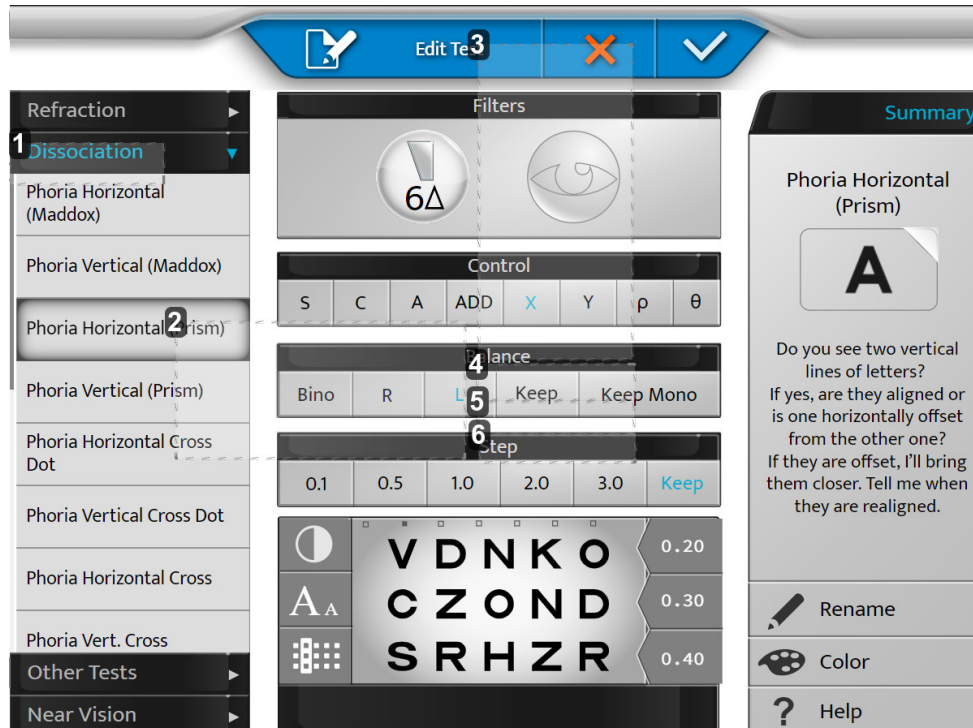 Edit Te
3
Refraction
1
Dissociation
Phoria Horizontal
(Maddox)
Phoria Vertical (Maddox)
Phoria Horizontal (Prism)
2
Phoria Vertical (Prism)
Phoria Horizontal Cross
Dot
Phoria Vertical Cross Dot
Phoria Horizontal Cross
Phoria Vert. Cross
Other Tests
Near Vision
Filters
6Δ
Control
S C A ADD X Y ρ θ
Balance
4
Bino R L Keep Keep Mono
5
6
Step
0.1 0.5 1.0 2.0 3.0 Keep
V D N K O
0.20
A A
C Z O N D
0.30
S R H Z R
0.40
Summary
Phoria Horizontal
(Prism)
A
Do you see two vertical
lines of letters?
If yes, are they aligned or
is one horizontally offset
from the other one?
If they are offset, I'll bring
them closer. Tell me when
they are realigned.
Rename
Color
? Help